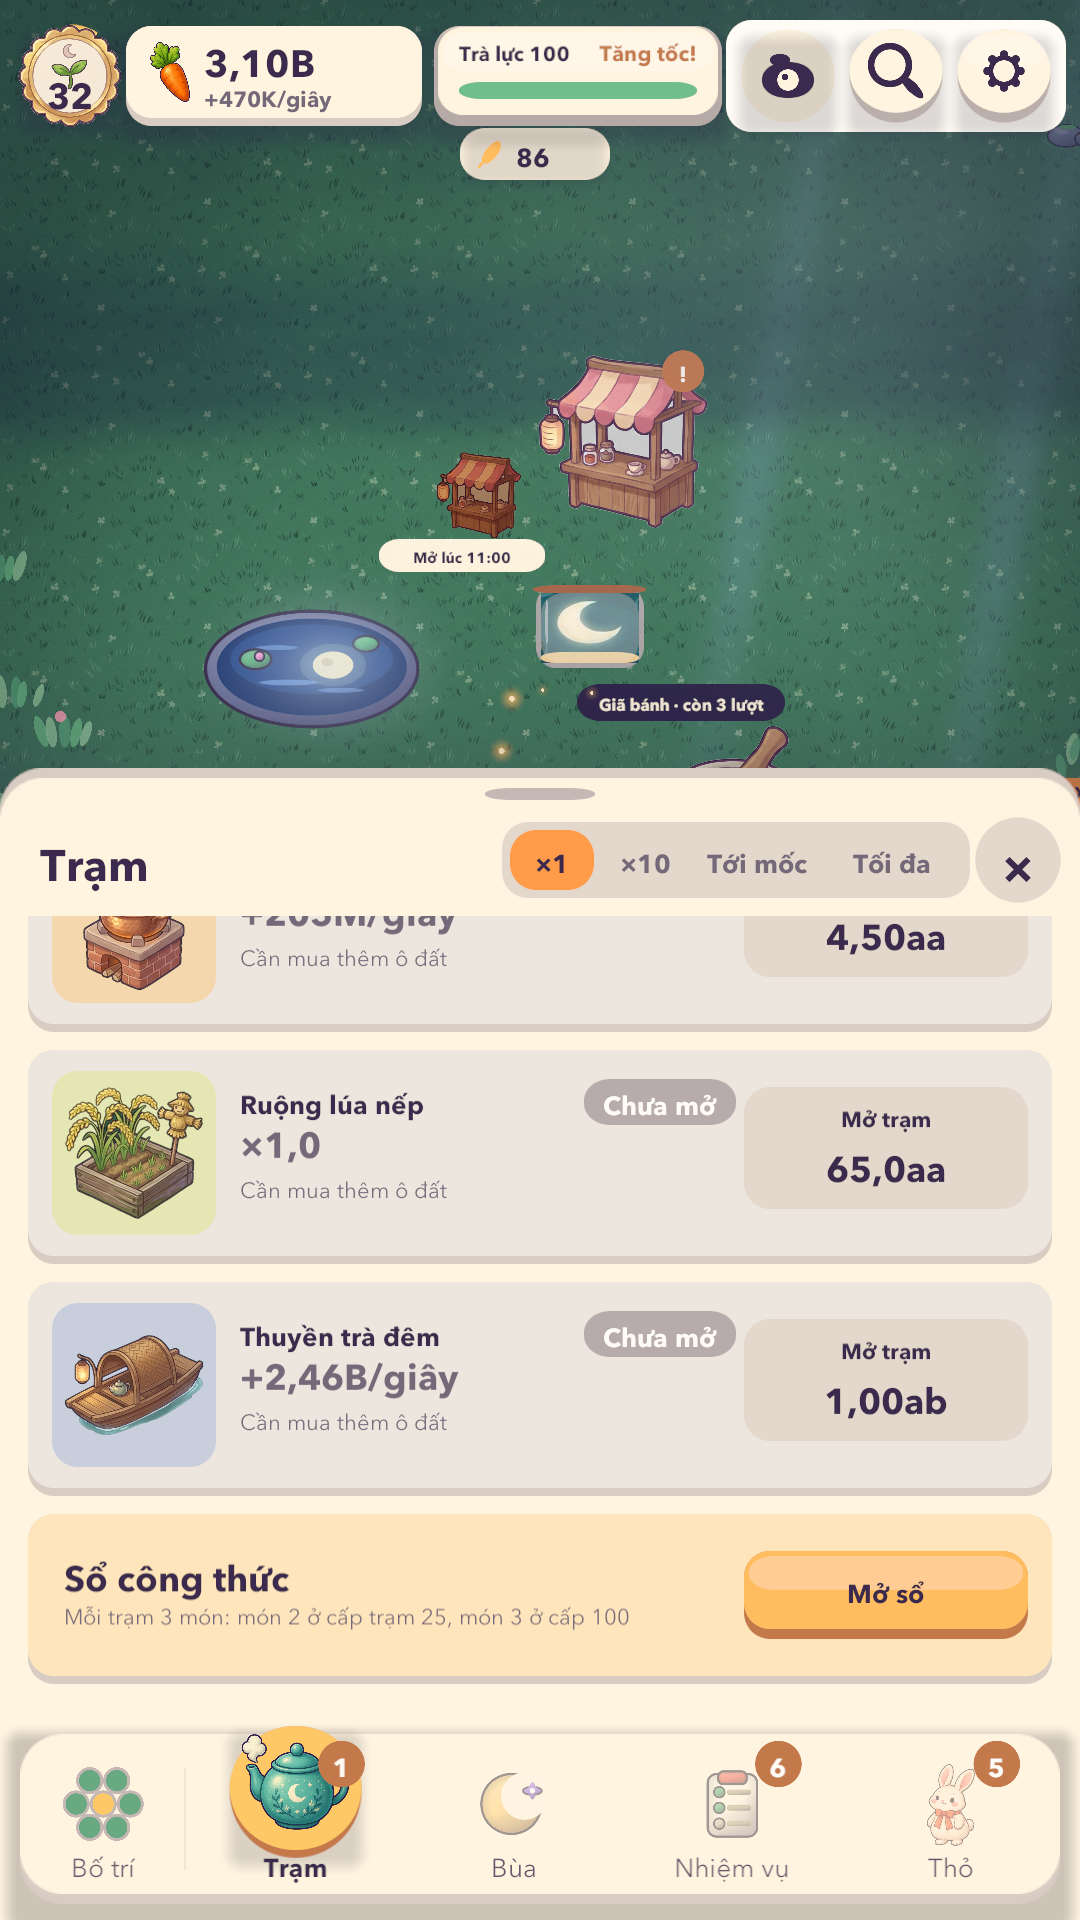 32
3,10B
+470K/giây
Trà lực 100
Tăng tốc!
86
!
Mở lúc 11:00
Giã bánh · còn 3 lượt
Trạm
×1
×10
Tới mốc
Tối đa
×
+205M/giây
Cần mua thêm ô đất
4,50aa
Ruộng lúa nếp
×1,0
Cần mua thêm ô đất
Chưa mở
Mở trạm
65,0aa
Thuyền trà đêm
+2,46B/giây
Cần mua thêm ô đất
Chưa mở
Mở trạm
1,00ab
Sổ công thức
Mỗi trạm 3 món: món 2 ở cấp trạm 25, món 3 ở cấp 100
Mở sổ
Bố trí
1
Trạm
Bùa
6
Nhiệm vụ
5
Thỏ